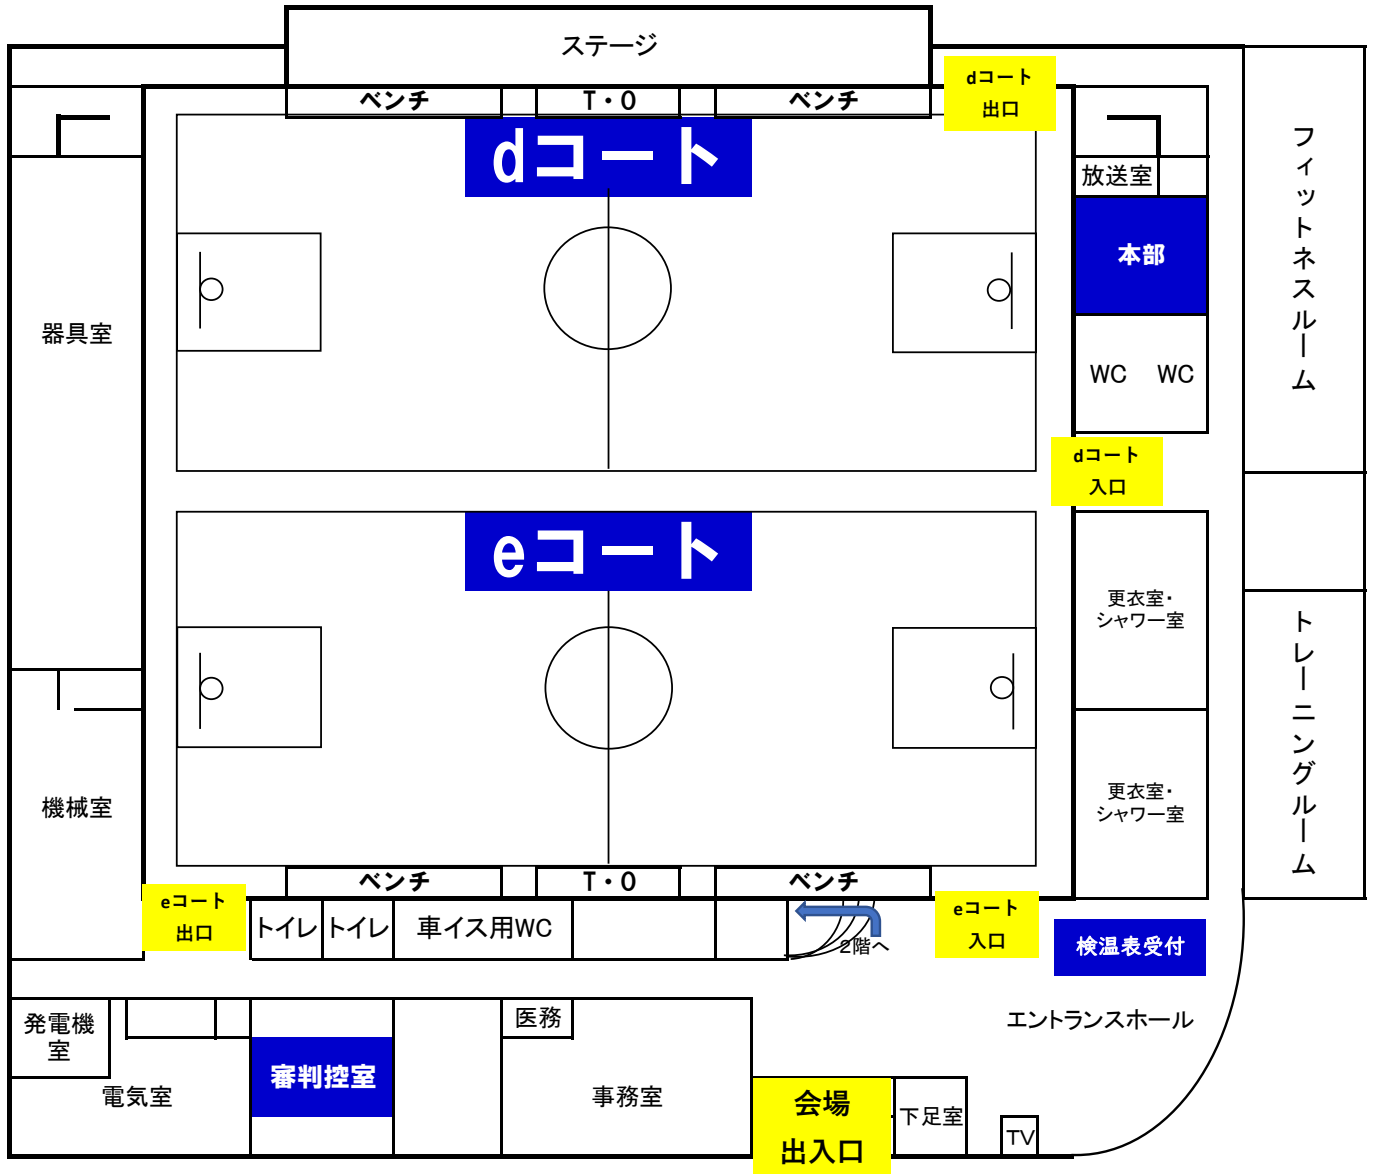 ステージ
ベンチ
T・O
ベンチ
dコート
出口
dコート
放送室
本部
フィットネスルーム
器具室
WC
WC
dコート
入口
eコート
更衣室・
シャワー室
トレーニングルーム
機械室
更衣室・
シャワー室
ベンチ
T・O
ベンチ
eコート
出口
トイレ
トイレ
車イス用WC
2階へ
eコート
入口
検温表受付
エントランスホール
発電機
室
電気室
審判控室
医務
事務室
会場
出入口
下足室
TV